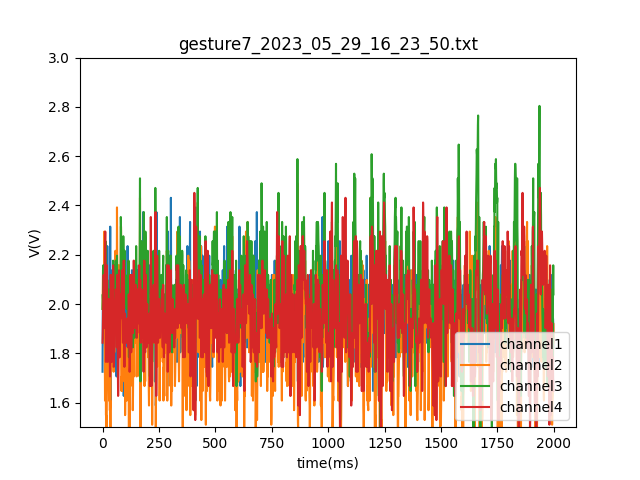 gesture7_2023_05_29_16_23_50.txt
3.0
2.8
2.6
2.4
2.2
2.0
1.8
1.6
V(V)
channel1
channel2
channel3
channel4
0 250 500 750 1000 1250 1500 1750 2000
time(ms)